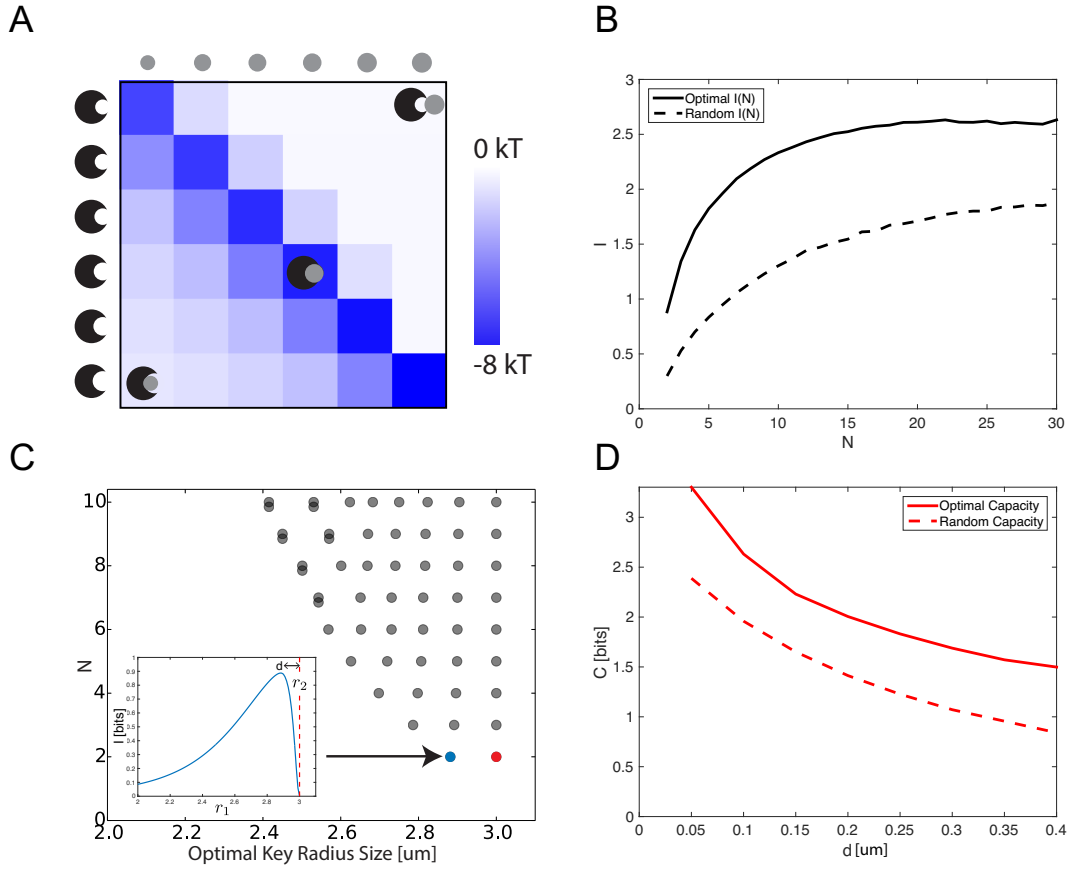 A
0 kT
-8 kT
B
3
2.5
2
1.5
1
0.5
0
I
Optimal I(N)
Random I(N)
0
5
10
15
20
25
30
N
C
10
8
6
4
2
0
N
1
0.9
0.8
0.7
0.6
0.5
0.4
0.3
0.2
0.1
0
I [bits]
d
r2
2
2.2
2.4
2.6
2.8
3
r1
2.0
2.2
2.4
2.6
2.8
3.0
Optimal Key Radius Size [um]
D
3
2.5
2
1.5
1
0.5
0
C [bits]
Optimal Capacity
Random Capacity
0.05
0.1
0.15
0.2
0.25
0.3
0.35
0.4
d [um]